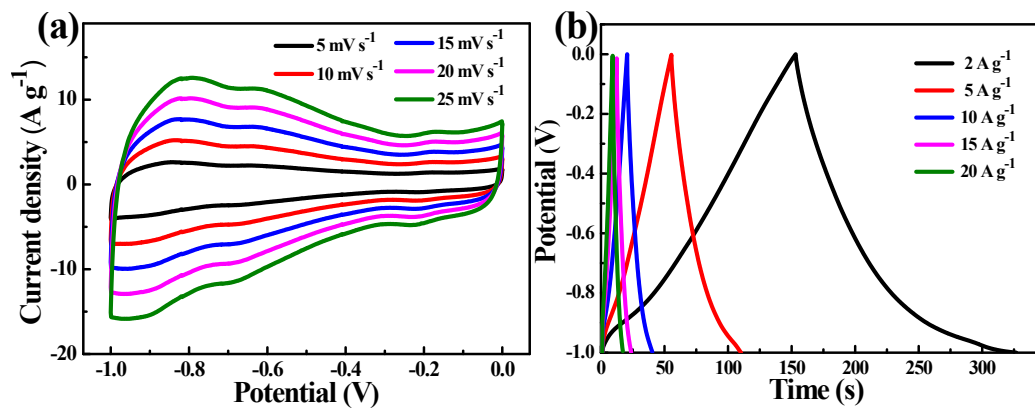 (a)
5 mV s⁻¹
10 mV s⁻¹
15 mV s⁻¹
20 mV s⁻¹
25 mV s⁻¹
Current density (A g⁻¹)
10
0
-10
-20
-1.0 -0.8 -0.6 -0.4 -0.2 0.0
Potential (V)
(b)
2 A g⁻¹
5 A g⁻¹
10 A g⁻¹
15 A g⁻¹
20 A g⁻¹
Potential (V)
0.0
-0.2
-0.4
-0.6
-0.8
-1.0
0 50 100 150 200 250 300
Time (s)